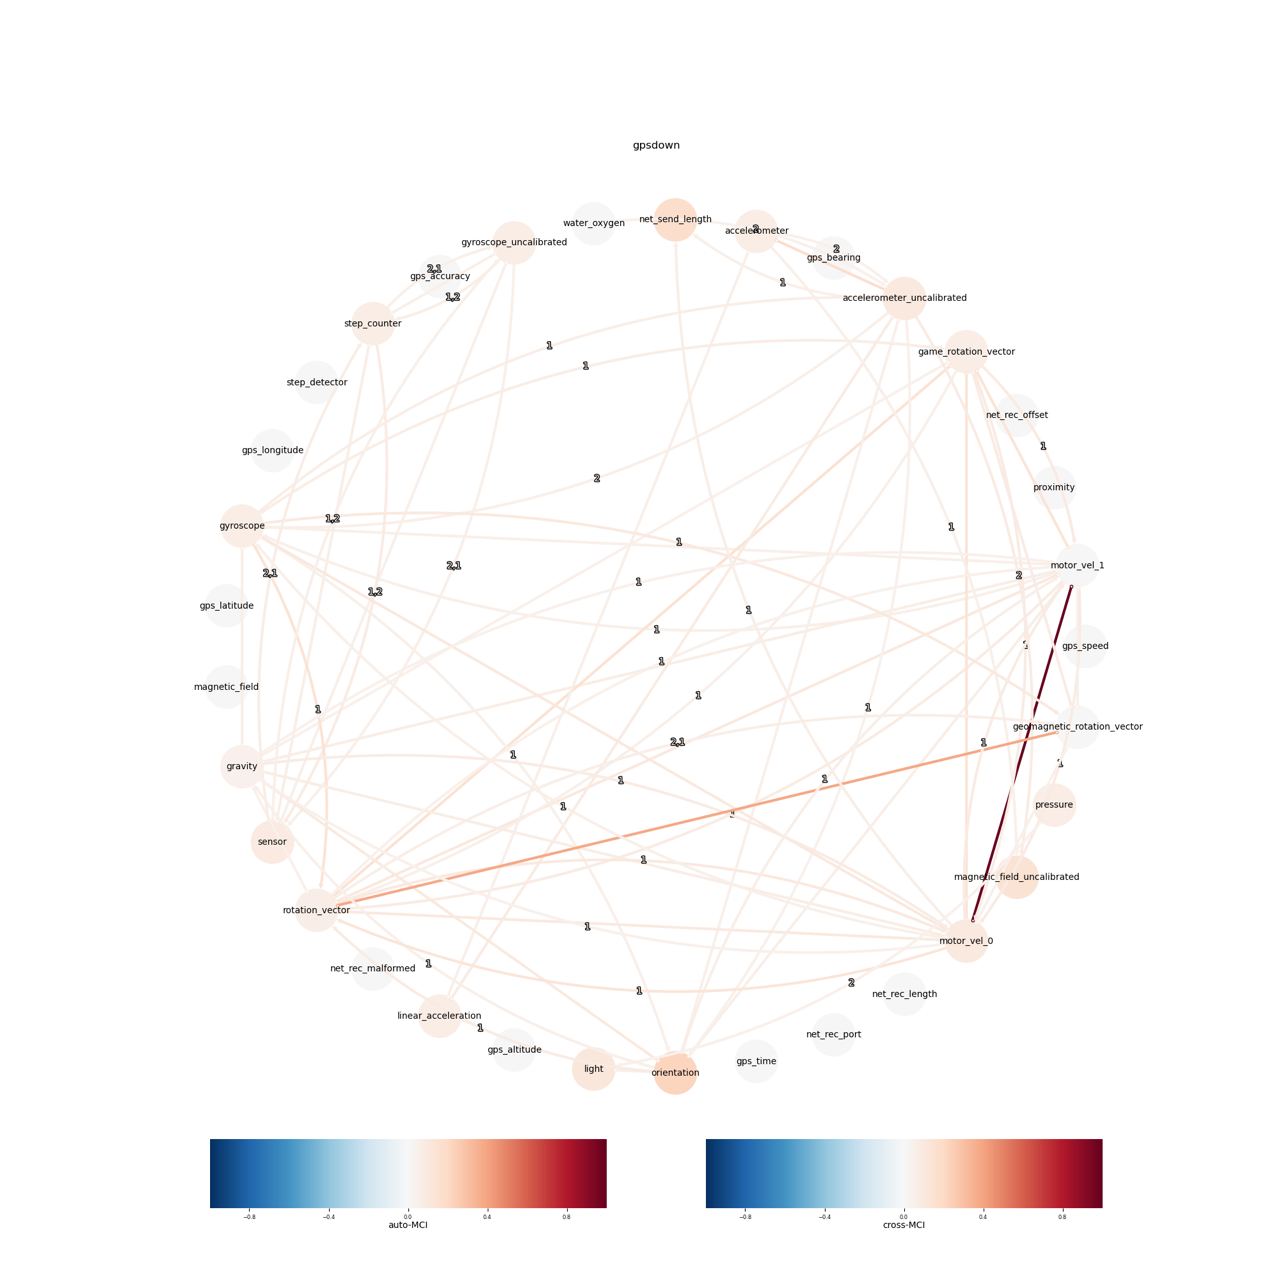 gpsdown
net_send_length
water_oxygen
accelerometer
2
gyroscope_uncalibrated
2
gps_bearing
2,1
gps_accuracy
1
1,2
accelerometer_uncalibrated
step_counter
1
game_rotation_vector
1
step_detector
net_rec_offset
1
gps_longitude
2
proximity
1,2
gyroscope
1
1
2,1
2,1
motor_vel_1
2
1
1,2
gps_latitude
1
1
1
gps_speed
1
magnetic_field
1
1
1
geomagnetic_rotation_vector
2,1
1
1
1
gravity
1
1
pressure
1
1
sensor
1
magnetic_field_uncalibrated
rotation_vector
1
motor_vel_0
1
net_rec_malformed
2
1
net_rec_length
linear_acceleration
1
net_rec_port
gps_altitude
gps_time
light
orientation
−0.8 −0.4 0.0 0.4 0.8
auto-MCI
−0.8 −0.4 0.0 0.4 0.8
cross-MCI